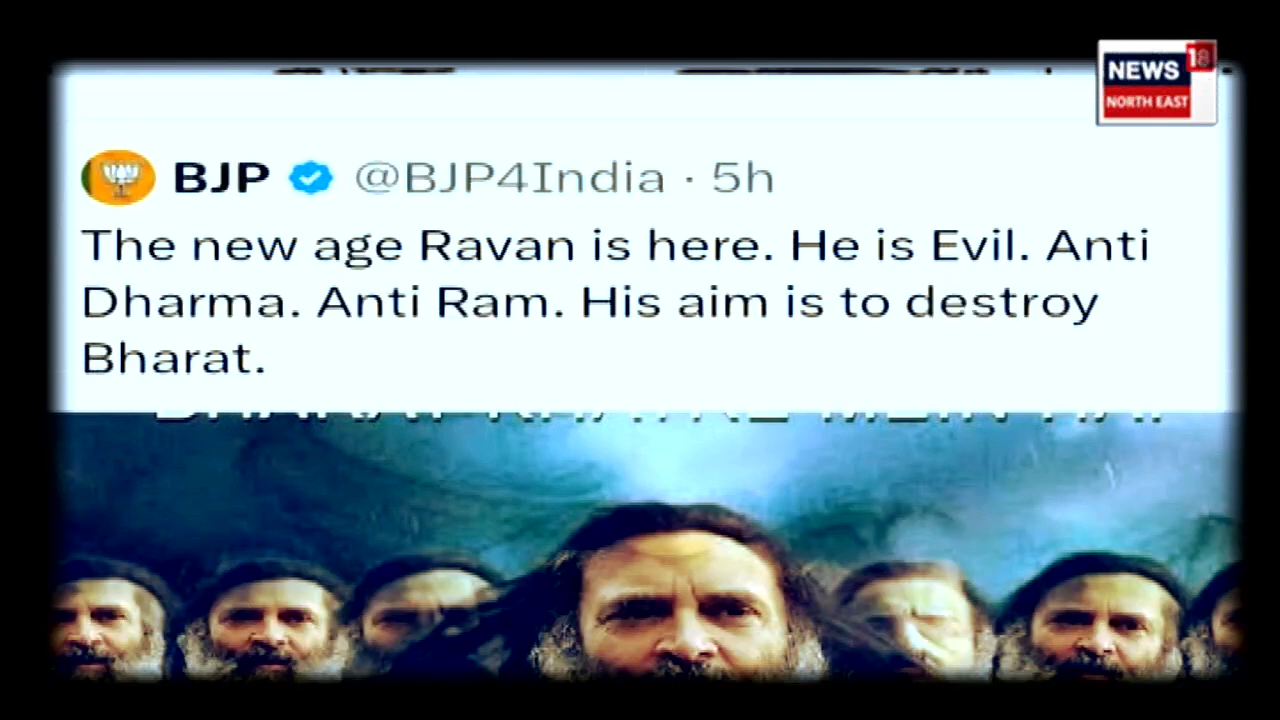 NEWS 18
NORTH EAST
BJP @BJP4India · 5h
The new age Ravan is here. He is Evil. Anti
Dharma. Anti Ram. His aim is to destroy
Bharat.